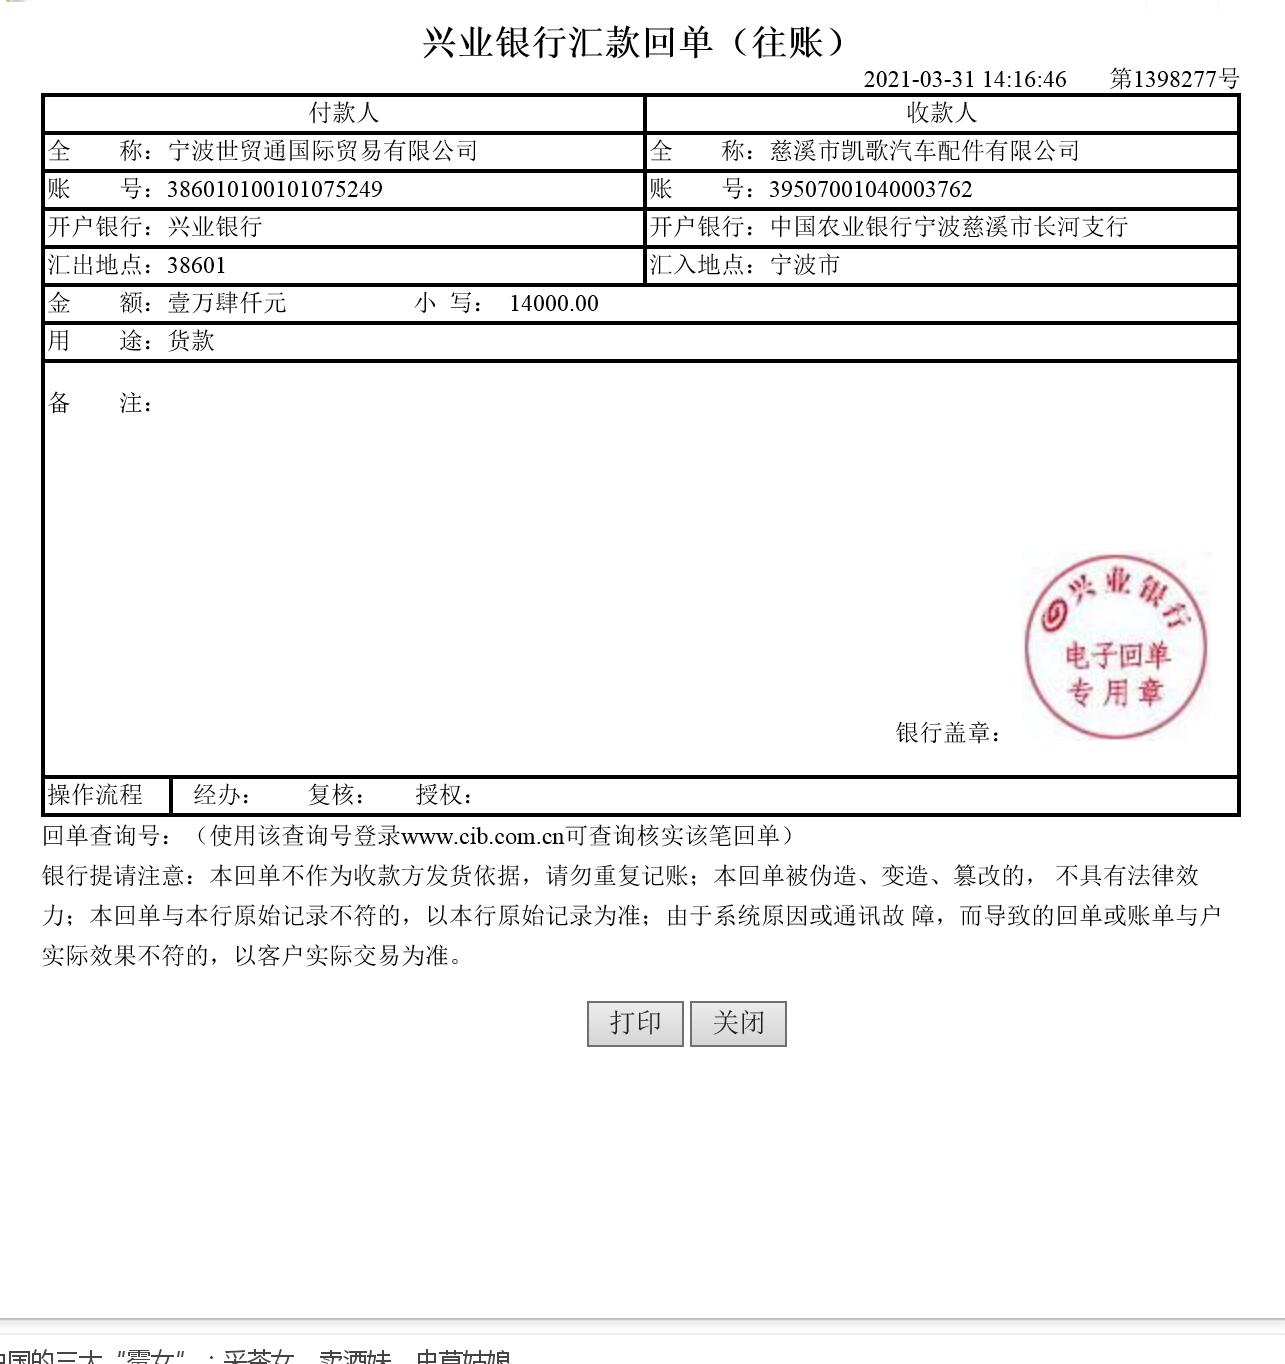 兴业银行汇款回单（往账）
2021-03-31 14:16:46 第1398277号
付款人 收款人
全 称：宁波世贸通国际贸易有限公司 全 称：慈溪市凯歌汽车配件有限公司
账 号：386010100101075249 账 号：39507001040003762
开户银行：兴业银行 开户银行：中国农业银行宁波慈溪市长河支行
汇出地点：38601 汇入地点：宁波市
金 额：壹万肆仟元 小 写： 14000.00
用 途：货款
备 注：
兴业银行
电子回单
专用章
银行盖章：
操作流程 经办： 复核： 授权：
回单查询号：（使用该查询号登录www.cib.com.cn可查询核实该笔回单）
银行提请注意：本回单不作为收款方发货依据，请勿重复记账；本回单被伪造、变造、篡改的， 不具有法律效
力；本回单与本行原始记录不符的，以本行原始记录为准；由于系统原因或通讯故 障，而导致的回单或账单与户
实际效果不符的，以客户实际交易为准。
打印 关闭
国的三大“霉女”：采茶女、卖酒妹、虫草姑娘